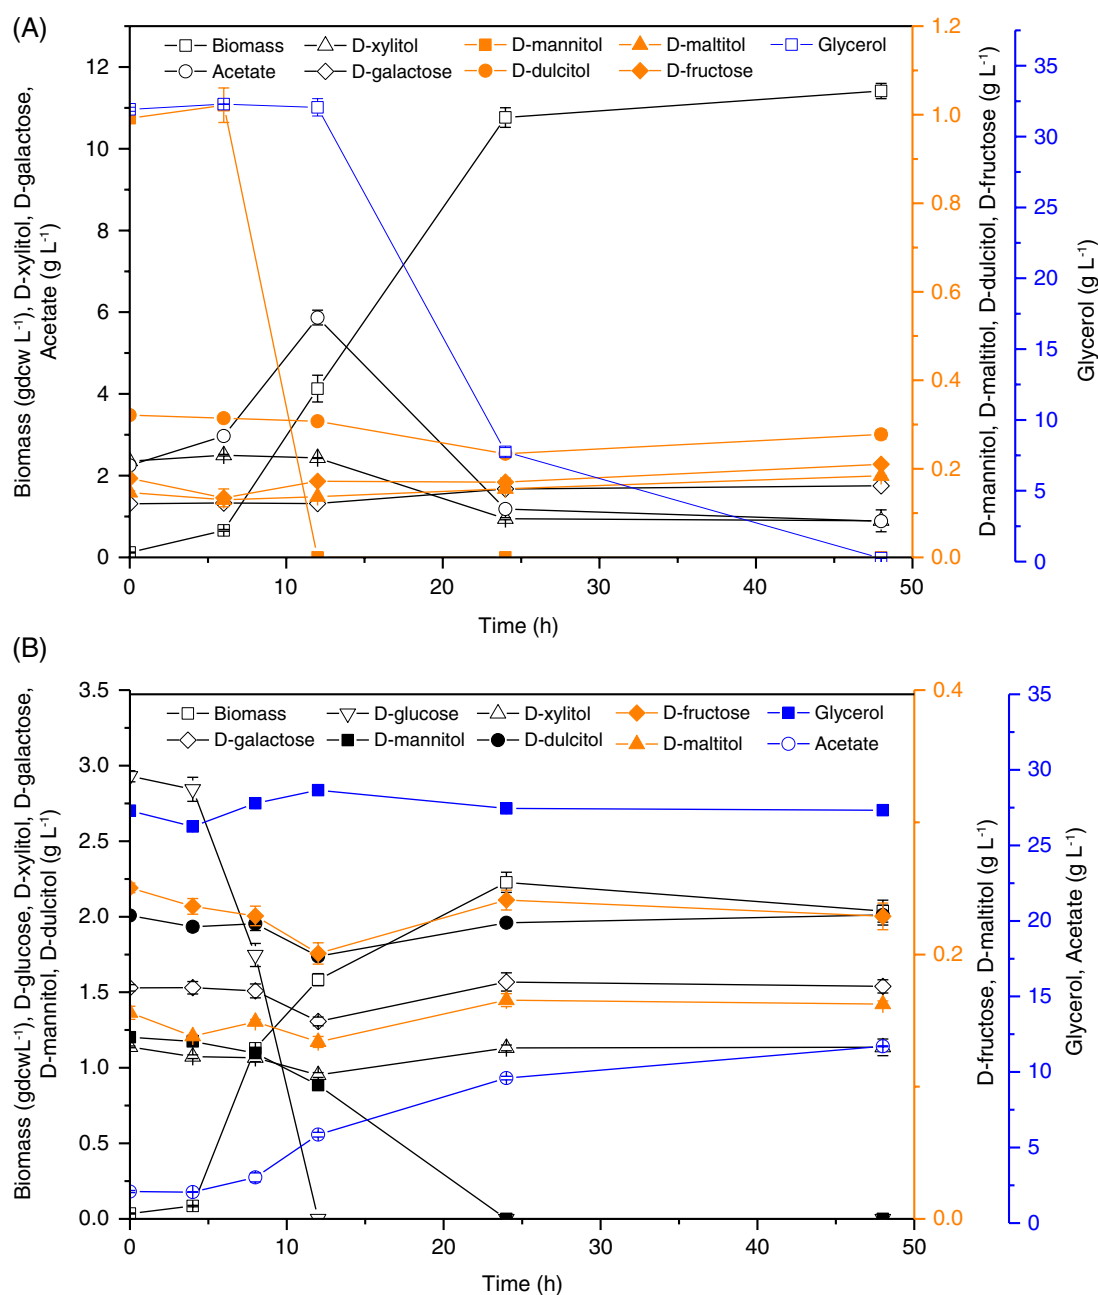 (A)
Biomass
D-xylitol
D-mannitol
D-maltitol
Glycerol
Acetate
D-galactose
D-dulcitol
D-fructose
Biomass (gdcw L⁻¹), D-xylitol, D-galactose,
Acetate (g L⁻¹)
0
2
4
6
8
10
12
0.0
0.2
0.4
0.6
0.8
1.0
1.2
D-mannitol, D-maltitol, D-dulcitol, D-fructose (g L⁻¹)
0
5
10
15
20
25
30
35
Glycerol (g L⁻¹)
0 10 20 30 40 50
Time (h)
(B)
Biomass
D-glucose
D-xylitol
D-fructose
Glycerol
D-galactose
D-mannitol
D-dulcitol
D-maltitol
Acetate
Biomass (gdcwL⁻¹), D-glucose, D-xylitol, D-galactose,
D-mannitol, D-dulcitol (g L⁻¹)
0.0
0.5
1.0
1.5
2.0
2.5
3.0
3.5
0.0
0.2
0.4
D-fructose, D-maltitol (g L⁻¹)
0
5
10
15
20
25
30
35
Glycerol, Acetate (g L⁻¹)
0 10 20 30 40 50
Time (h)